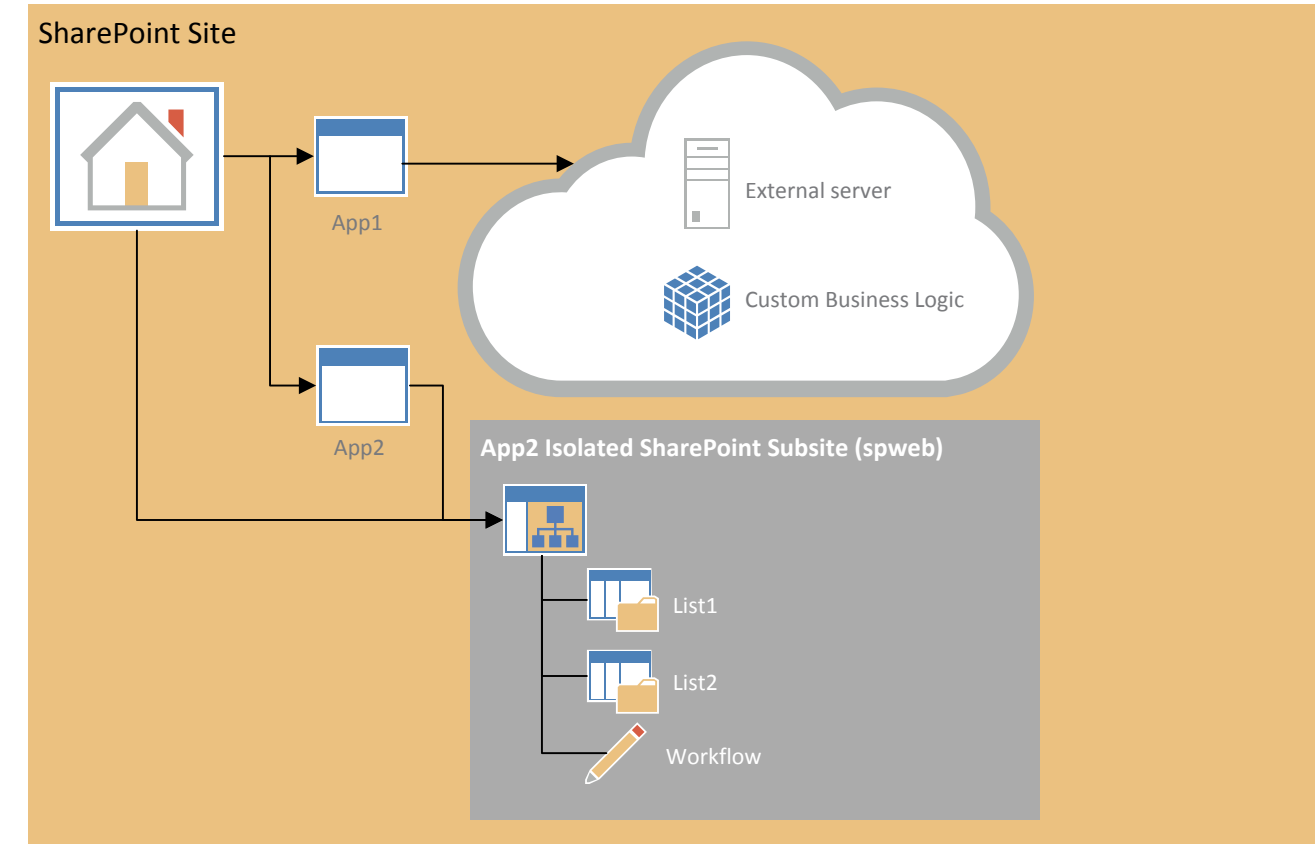 SharePoint Site
App1
External server
Custom Business Logic
App2
App2 Isolated SharePoint Subsite (spweb)
List1
List2
Workflow